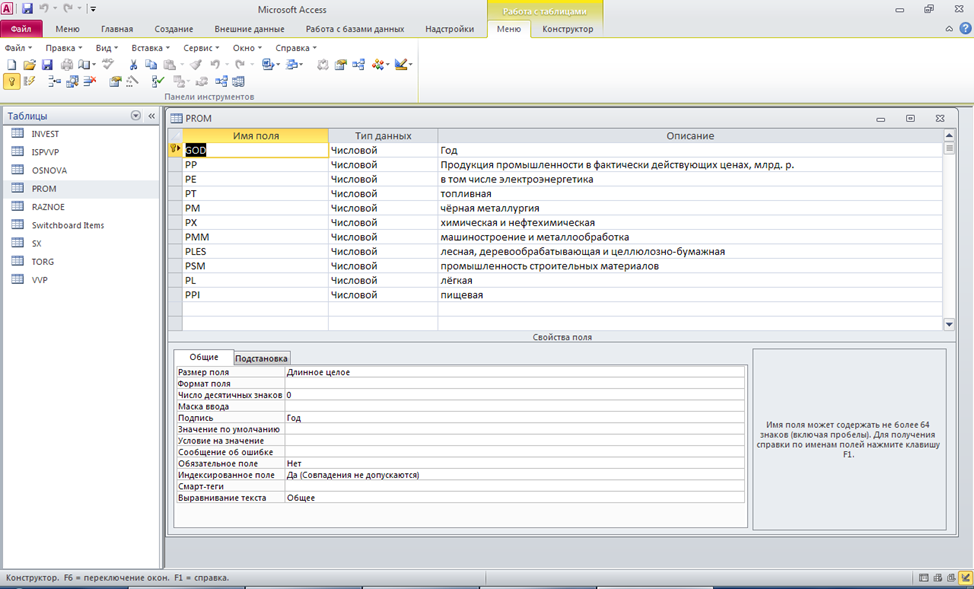 Microsoft Access
Работа с таблицами
Файл Меню Главная Создание Внешние данные Работа с базами данных Надстройки Меню Конструктор
Файл Правка Вид Вставка Сервис Окно Справка
Панели инструментов
Таблицы
INVEST
ISPVVP
OSNOVA
PROM
RAZNOE
Switchboard Items
SX
TORG
VVP
PROM
Имя поля Тип данных Описание
GOD Числовой Год
PP Числовой Продукция промышленности в фактически действующих ценах, млрд. р.
PE Числовой в том числе электроэнергетика
PT Числовой топливная
PM Числовой чёрная металлургия
PX Числовой химическая и нефтехимическая
PMM Числовой машиностроение и металлообработка
PLES Числовой лесная, деревообрабатывающая и целлюлозно-бумажная
PSM Числовой промышленность строительных материалов
PL Числовой лёгкая
PPI Числовой пищевая
Свойства поля
Общие Подстановка
Размер поля Длинное целое
Формат поля
Число десятичных знаков 0
Маска ввода
Подпись Год
Значение по умолчанию
Условие на значение
Сообщение об ошибке
Обязательное поле Нет
Индексированное поле Да (Совпадения не допускаются)
Смарт-теги
Выравнивание текста Общее
Имя поля может содержать не более 64
знаков (включая пробелы). Для получения
справки по именам полей нажмите клавишу
F1.
Конструктор. F6 = переключение окон. F1 = справка.